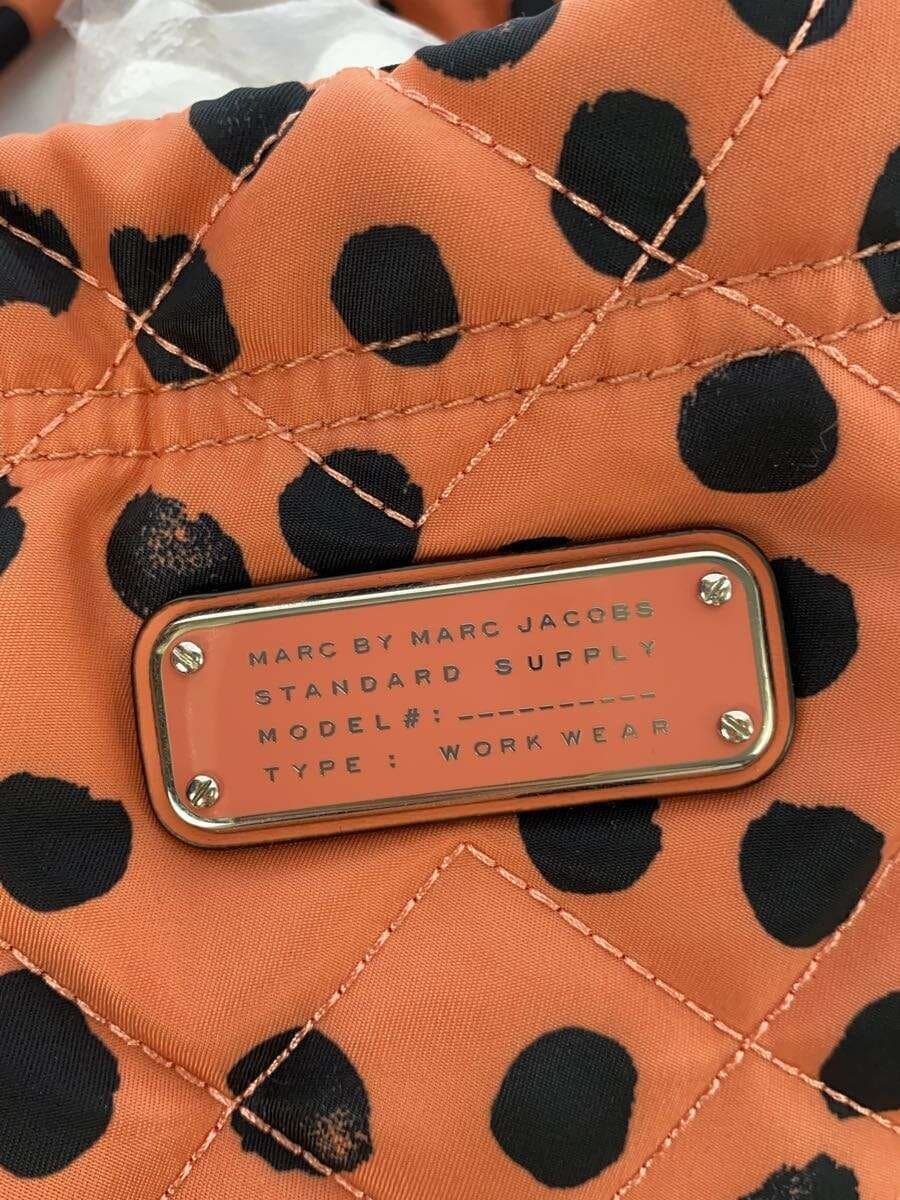 MARC BY MARC JACOBS
STANDARD SUPPLY
MODEL#: __________
TYPE: WORK WEAR